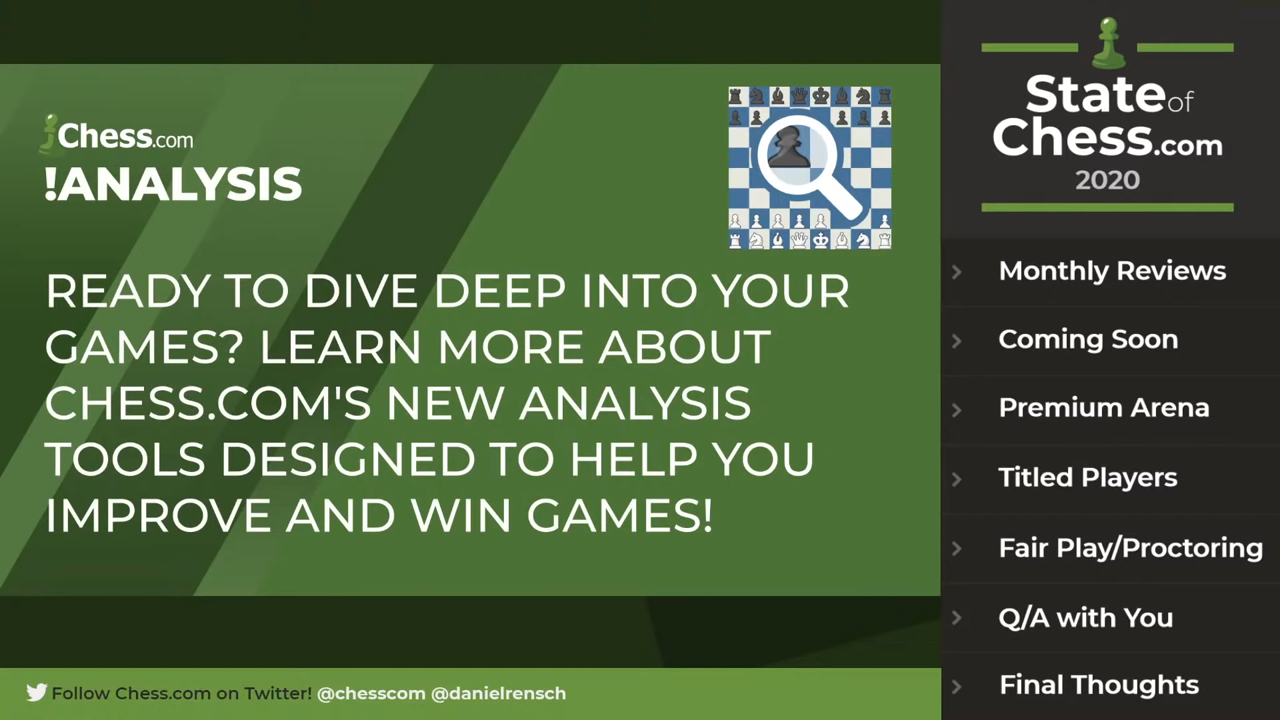 Chess.com
!ANALYSIS
READY TO DIVE DEEP INTO YOUR
GAMES? LEARN MORE ABOUT
CHESS.COM'S NEW ANALYSIS
TOOLS DESIGNED TO HELP YOU
IMPROVE AND WIN GAMES!
Follow Chess.com on Twitter! @chesscom @danielrensch
State of
Chess.com
2020
Monthly Reviews
Coming Soon
Premium Arena
Titled Players
Fair Play/Proctoring
Q/A with You
Final Thoughts